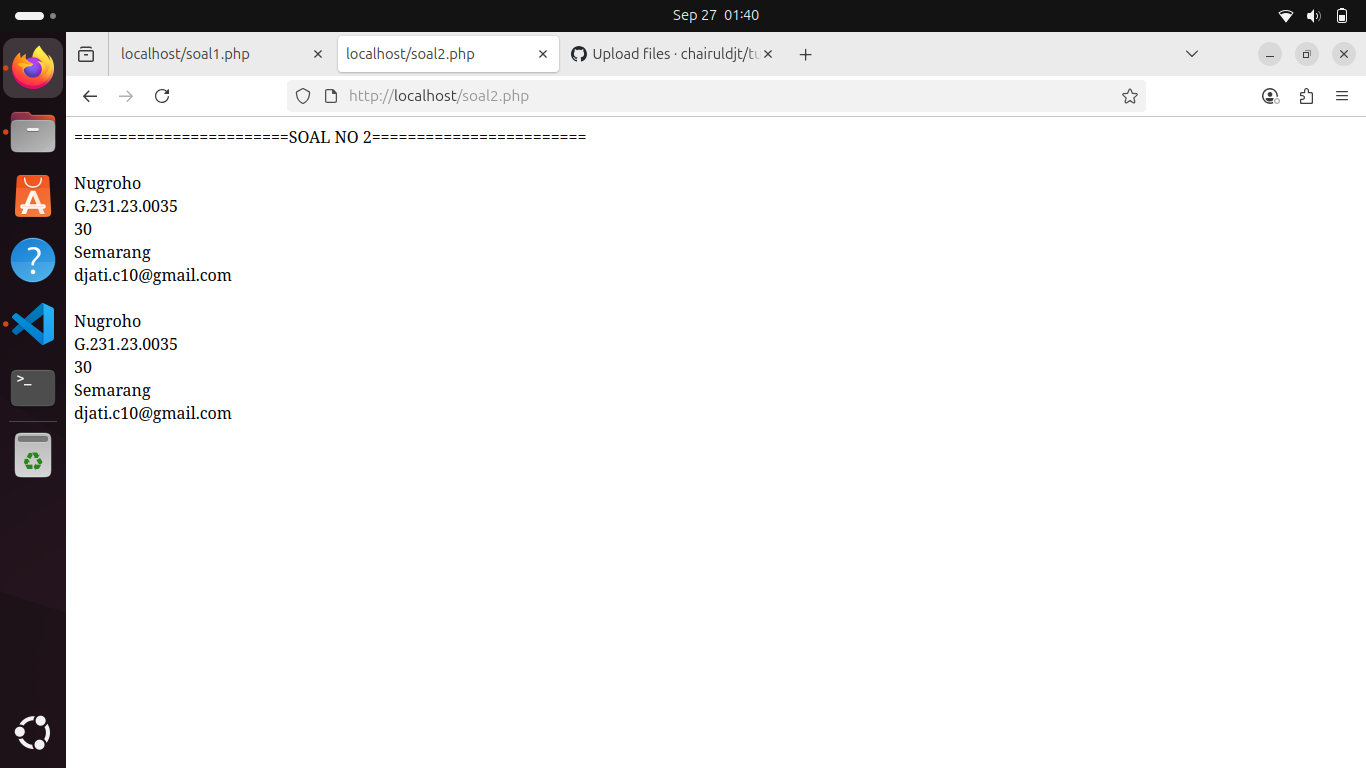 Sep 27  01:40
localhost/soal1.php
localhost/soal2.php
Upload files · chairuldjt/tu
http://localhost/soal2.php
========================SOAL NO 2========================
Nugroho
G.231.23.0035
30
Semarang
djati.c10@gmail.com
Nugroho
G.231.23.0035
30
Semarang
djati.c10@gmail.com